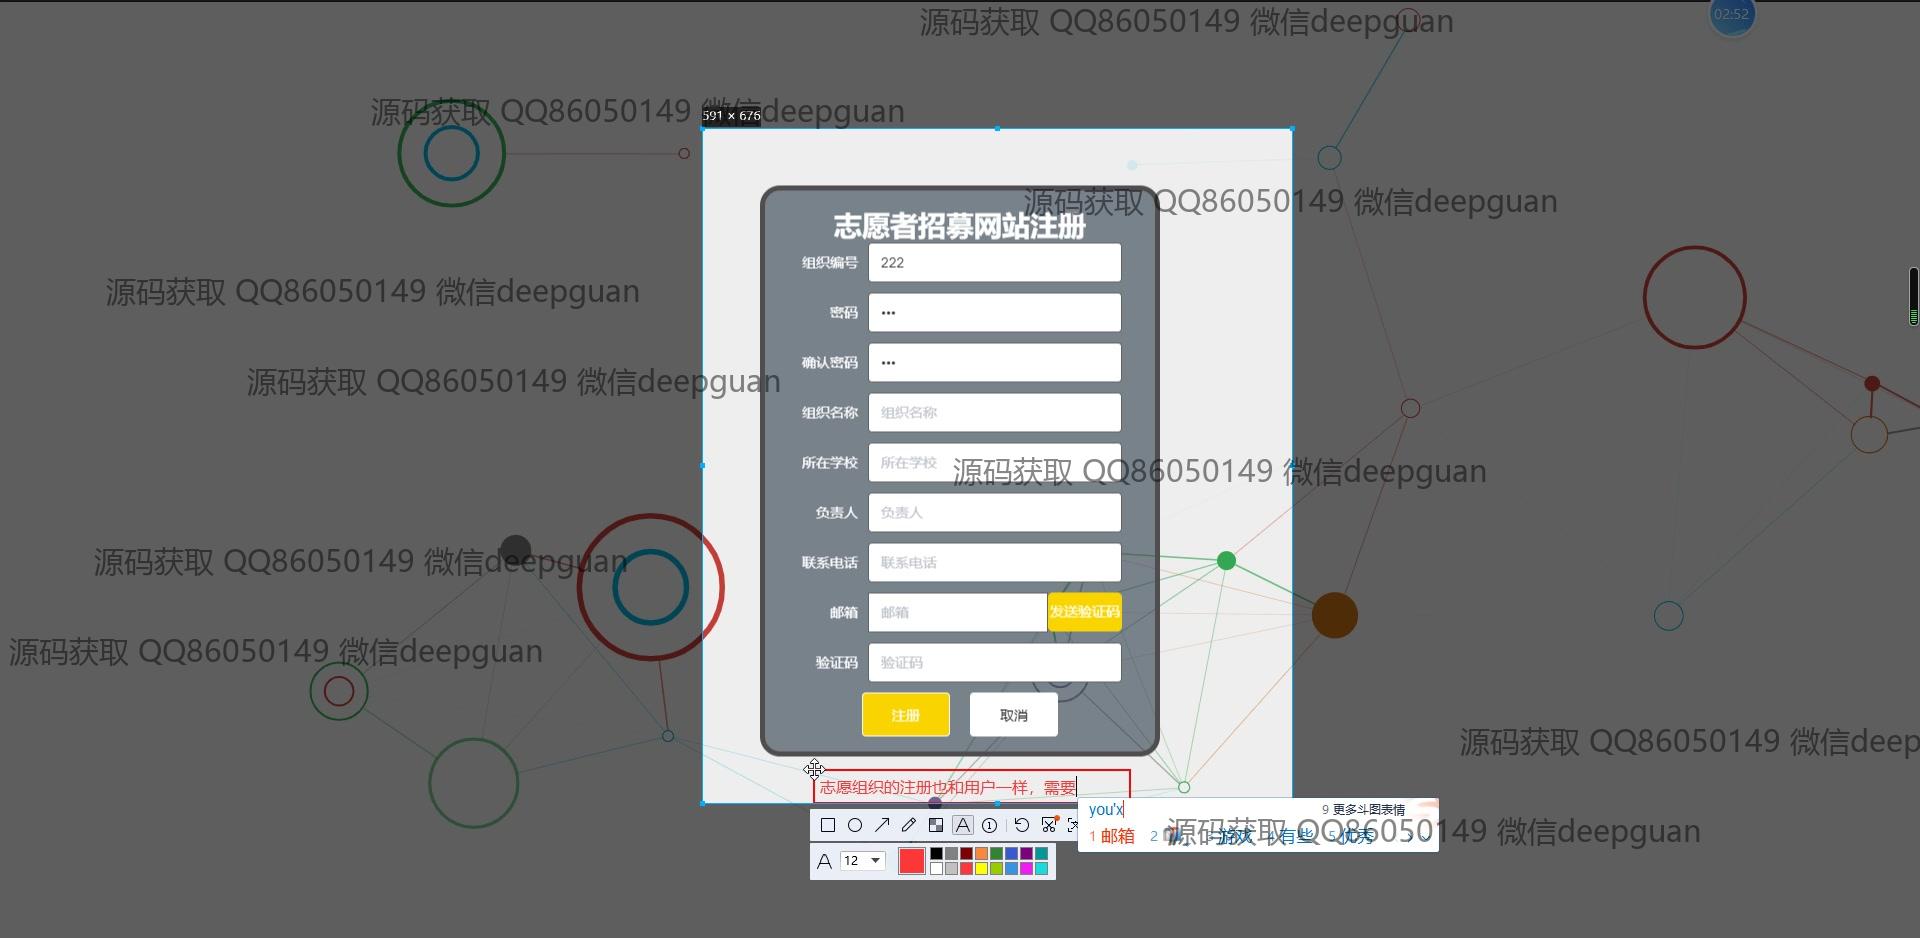 源码获取 QQ86050149 微信deepguan
02:52
源码获取 QQ86050149 微信deepguan
591 × 676
源码获取 QQ86050149 微信deepguan
志愿者招募网站注册
组织编号 222
源码获取 QQ86050149 微信deepguan
密码 •••
确认密码 •••
源码获取 QQ86050149 微信deepguan
组织名称 组织名称
所在学校 所在学校
源码获取 QQ86050149 微信deepguan
负责人 负责人
联系电话 联系电话
源码获取 QQ86050149 微信deepguan
邮箱 邮箱 发送验证码
源码获取 QQ86050149 微信deepguan
验证码 验证码
注册 取消
源码获取 QQ86050149 微信deep
志愿组织的注册也和用户一样，需要
you'x 9 更多斗图表情
1 邮箱 2 3 游戏 4 有些 5 优秀
源码获取 QQ86050149 微信deepguan
A 12